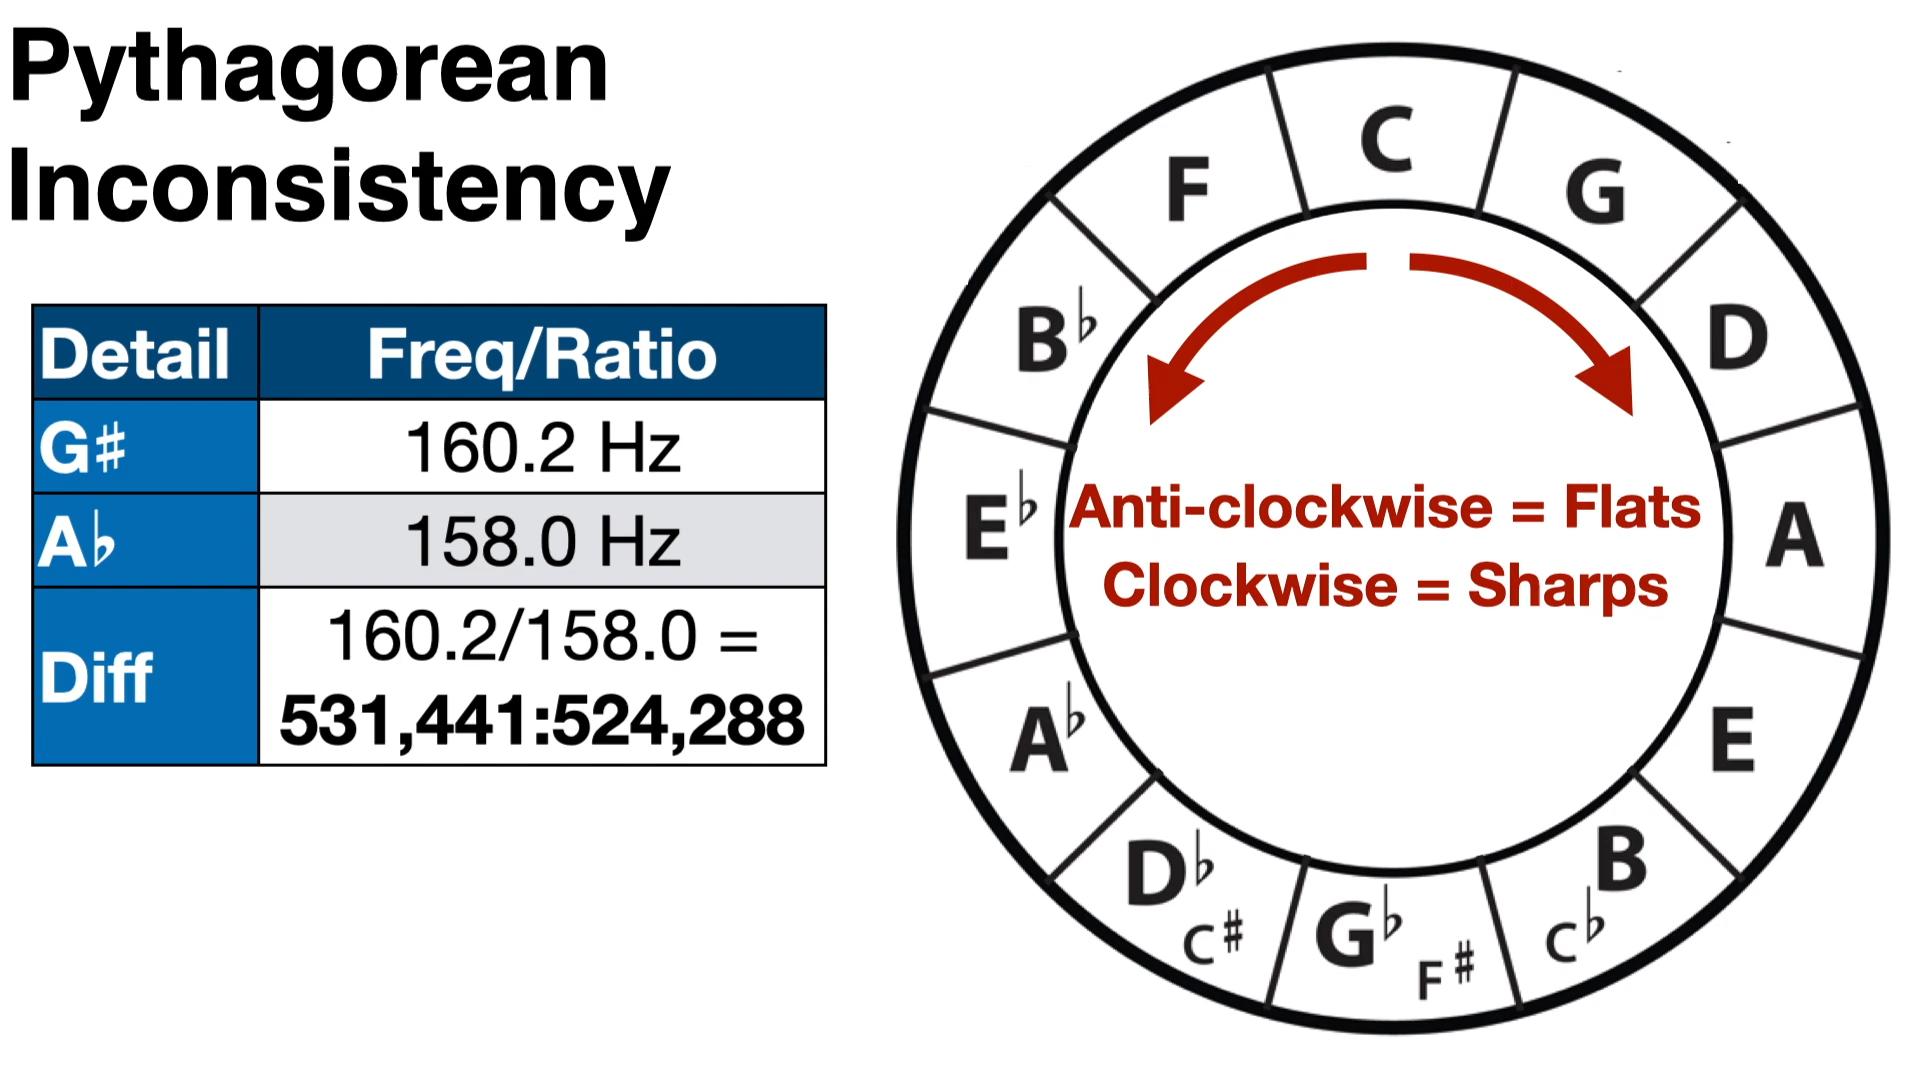 Pythagorean
Inconsistency
Detail Freq/Ratio
G♯ 160.2 Hz
A♭ 158.0 Hz
Diff 160.2/158.0 =
531,441:524,288
C
G
D
A
E
B
C♭
G♭
F♯
D♭
C♯
A♭
E♭
B♭
F
Anti-clockwise = Flats
Clockwise = Sharps